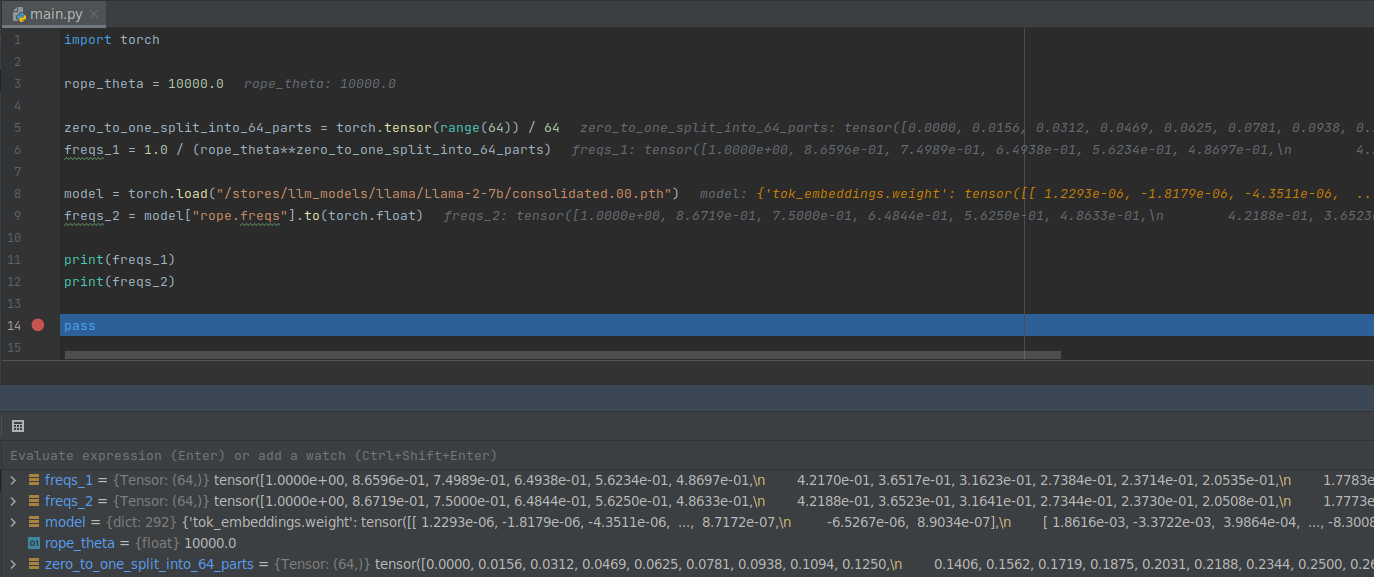 main.py
1 import torch
2
3 rope_theta = 10000.0 rope_theta: 10000.0
4
5 zero_to_one_split_into_64_parts = torch.tensor(range(64)) / 64 zero_to_one_split_into_64_parts: tensor([0.0000, 0.0156, 0.0312, 0.0469, 0.0625, 0.0781, 0.0938, 0.
6 freqs_1 = 1.0 / (rope_theta**zero_to_one_split_into_64_parts) freqs_1: tensor([1.0000e+00, 8.6596e-01, 7.4989e-01, 6.4938e-01, 5.6234e-01, 4.8697e-01,\n 4.
7
8 model = torch.load("/stores/llm_models/llama/Llama-2-7b/consolidated.00.pth") model: {'tok_embeddings.weight': tensor([[ 1.2293e-06, -1.8179e-06, -4.3511e-06, ..
9 freqs_2 = model["rope.freqs"].to(torch.float) freqs_2: tensor([1.0000e+00, 8.6719e-01, 7.5000e-01, 6.4844e-01, 5.6250e-01, 4.8633e-01,\n 4.2188e-01, 3.6523
10
11 print(freqs_1)
12 print(freqs_2)
13
14 pass
15
Evaluate expression (Enter) or add a watch (Ctrl+Shift+Enter)
freqs_1 = {Tensor: (64,)} tensor([1.0000e+00, 8.6596e-01, 7.4989e-01, 6.4938e-01, 5.6234e-01, 4.8697e-01,\n 4.2170e-01, 3.6517e-01, 3.1623e-01, 2.7384e-01, 2.3714e-01, 2.0535e-01,\n 1.7783e
freqs_2 = {Tensor: (64,)} tensor([1.0000e+00, 8.6719e-01, 7.5000e-01, 6.4844e-01, 5.6250e-01, 4.8633e-01,\n 4.2188e-01, 3.6523e-01, 3.1641e-01, 2.7344e-01, 2.3730e-01, 2.0508e-01,\n 1.7773e
model = {dict: 292} {'tok_embeddings.weight': tensor([[ 1.2293e-06, -1.8179e-06, -4.3511e-06, ..., 8.7172e-07,\n -6.5267e-06, 8.9034e-07],\n [ 1.8616e-03, -3.3722e-03, 3.9864e-04, ..., -8.3008
01 rope_theta = {float} 10000.0
zero_to_one_split_into_64_parts = {Tensor: (64,)} tensor([0.0000, 0.0156, 0.0312, 0.0469, 0.0625, 0.0781, 0.0938, 0.1094, 0.1250,\n 0.1406, 0.1562, 0.1719, 0.1875, 0.2031, 0.2188, 0.2344, 0.2500, 0.26